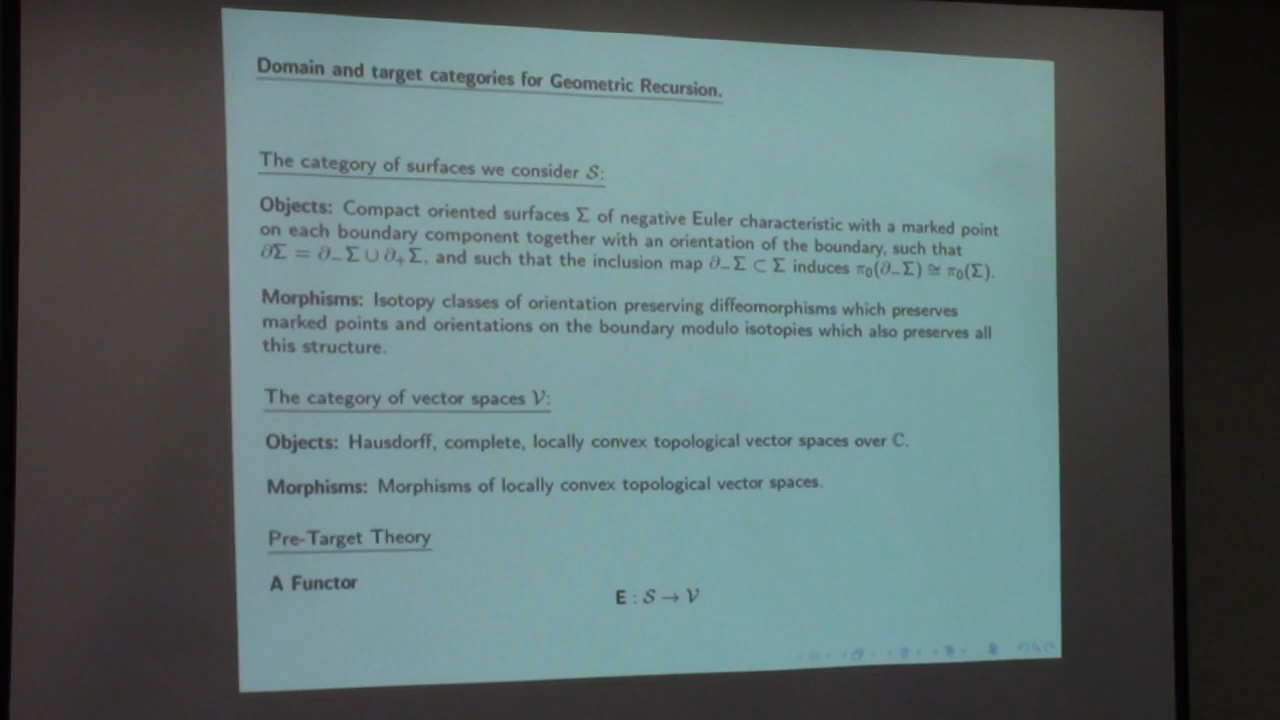 Domain and target categories for Geometric Recursion.
The category of surfaces we consider 𝒮:
Objects: Compact oriented surfaces Σ of negative Euler characteristic with a marked point
on each boundary component together with an orientation of the boundary, such that
∂Σ = ∂₋Σ ∪ ∂₊Σ, and such that the inclusion map ∂₋Σ ⊂ Σ induces π₀(∂₋Σ) ≅ π₀(Σ).
Morphisms: Isotopy classes of orientation preserving diffeomorphisms which preserves
marked points and orientations on the boundary modulo isotopies which also preserves all
this structure.
The category of vector spaces 𝒱:
Objects: Hausdorff, complete, locally convex topological vector spaces over ℂ.
Morphisms: Morphisms of locally convex topological vector spaces.
Pre-Target Theory
A Functor
E : 𝒮 → 𝒱